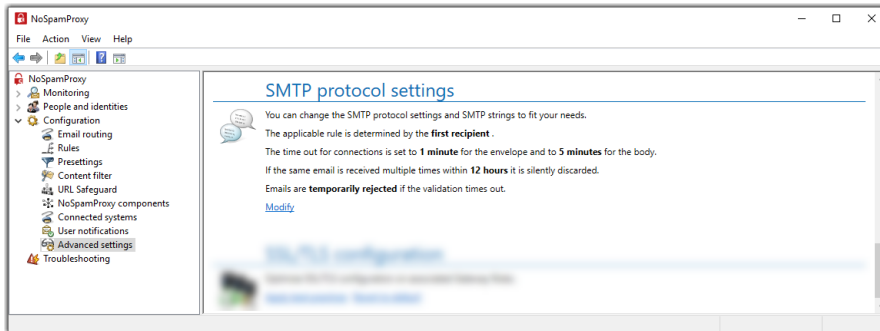 NoSpamProxy
File Action View Help
NoSpamProxy
Monitoring
People and identities
Configuration
Email routing
Rules
Presettings
Content filter
URL Safeguard
NoSpamProxy components
Connected systems
User notifications
Advanced settings
Troubleshooting
SMTP protocol settings
You can change the SMTP protocol settings and SMTP strings to fit your needs.
The applicable rule is determined by the first recipient .
The time out for connections is set to 1 minute for the envelope and to 5 minutes for the body.
If the same email is received multiple times within 12 hours it is silently discarded.
Emails are temporarily rejected if the validation times out.
Modify
SSL/TLS configuration